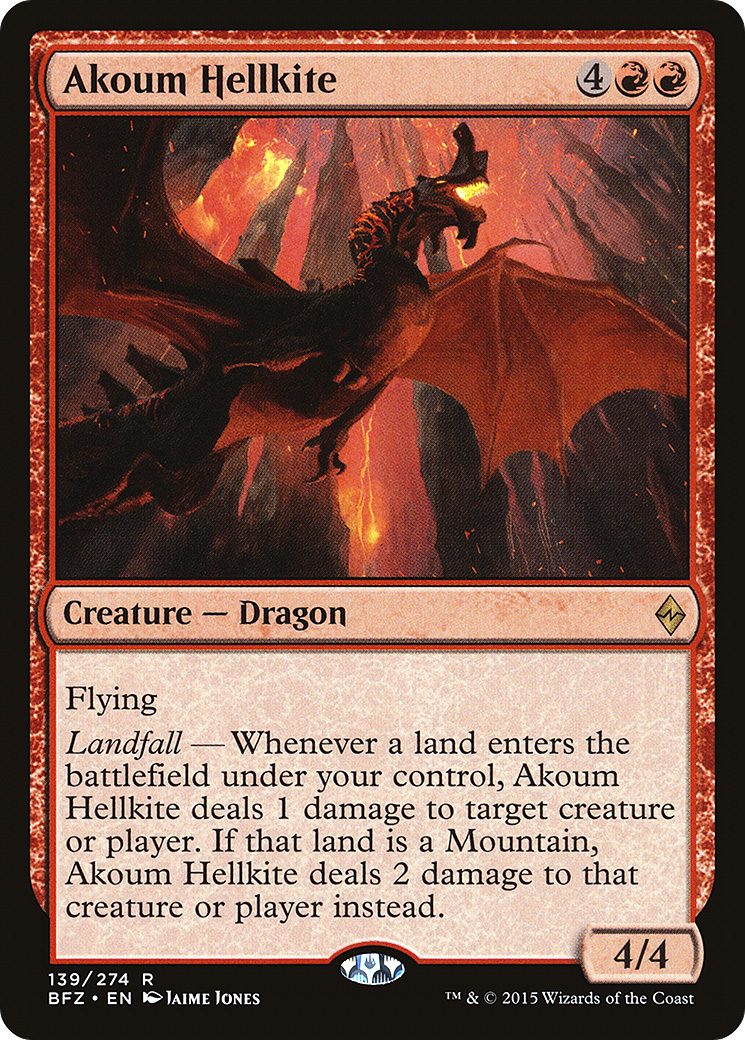 Akoum Hellkite 4
Creature — Dragon
Flying
Landfall — Whenever a land enters the
battlefield under your control, Akoum
Hellkite deals 1 damage to target creature
or player. If that land is a Mountain,
Akoum Hellkite deals 2 damage to that
creature or player instead.
4/4
139/274 R
BFZ • EN Jaime Jones
™ & © 2015 Wizards of the Coast